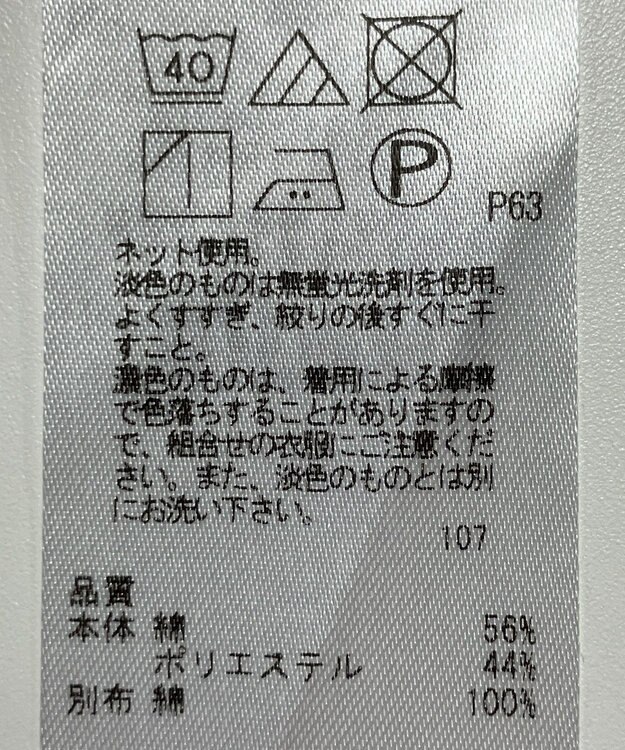 40
P
P63
ネット使用。
淡色のものは無蛍光洗剤を使用。
よくすすぎ、絞りの後すぐに干
すこと。
濃色のものは、着用による摩擦
で色落ちすることがありますの
で、組合せの衣服にご注意くだ
さい。また、淡色のものとは別
にお洗い下さい。
107
品質
本体 綿 56%
ポリエステル 44%
別布 綿 100%